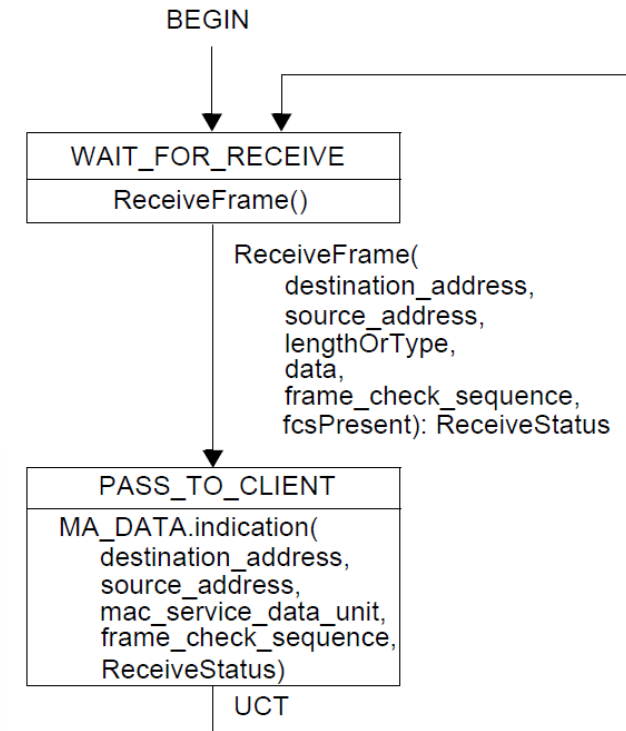 BEGIN
WAIT_FOR_RECEIVE
ReceiveFrame()
ReceiveFrame(
destination_address,
source_address,
lengthOrType,
data,
frame_check_sequence,
fcsPresent): ReceiveStatus
PASS_TO_CLIENT
MA_DATA.indication(
destination_address,
source_address,
mac_service_data_unit,
frame_check_sequence,
ReceiveStatus)
UCT